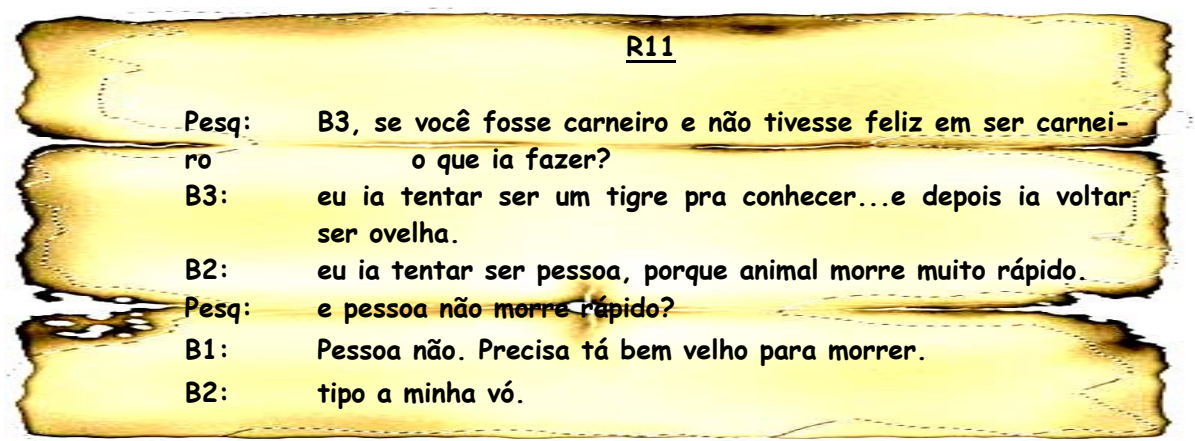 R11
Pesq: B3, se você fosse carneiro e não tivesse feliz em ser carnei-
ro o que ia fazer?
B3: eu ia tentar ser um tigre pra conhecer...e depois ia voltar
ser ovelha.
B2: eu ia tentar ser pessoa, porque animal morre muito rápido.
Pesq: e pessoa não morre rápido?
B1: Pessoa não. Precisa tá bem velho para morrer.
B2: tipo a minha vó.